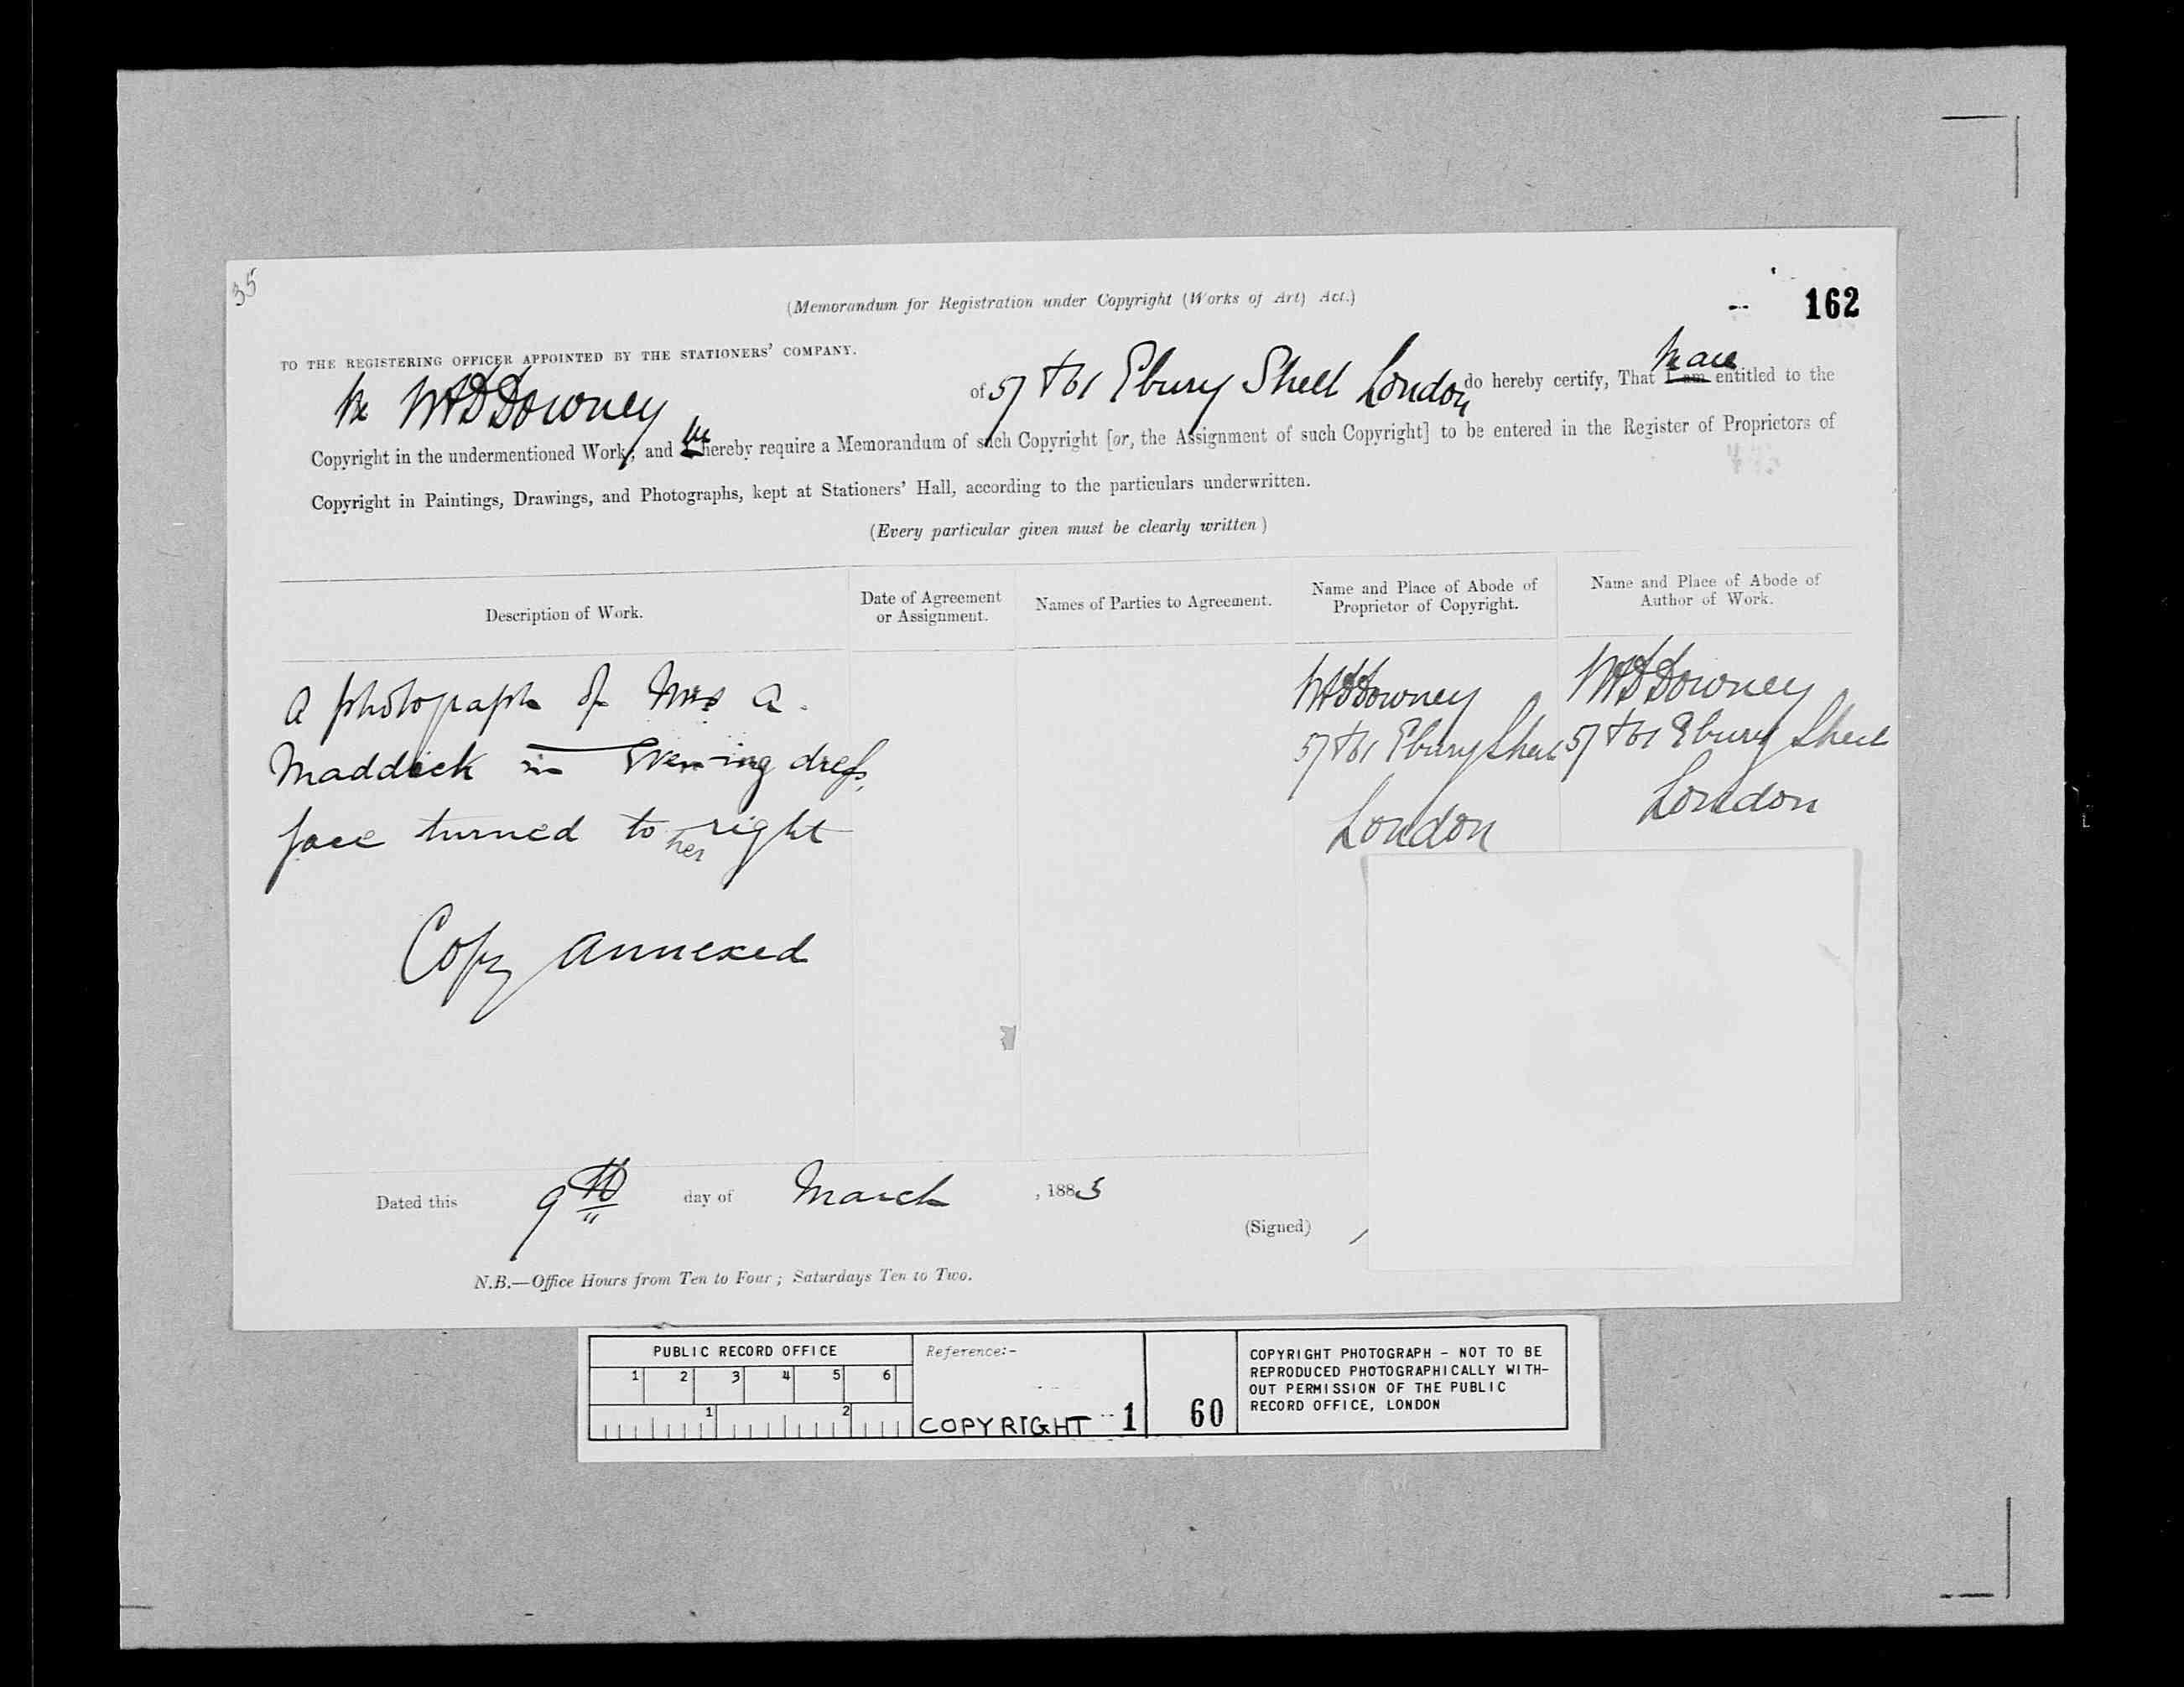 35
(Memorandum for Registration under Copyright (Works of Art) Act.)
162
TO THE REGISTERING OFFICER APPOINTED BY THE STATIONERS' COMPANY.
We W & D Downey of 57 & 61 Ebury Street London do hereby certify, That I am We are entitled to the
Copyright in the undermentioned Work, and I We hereby require a Memorandum of such Copyright [or, the Assignment of such Copyright] to be entered in the Register of Proprietors of
Copyright in Paintings, Drawings, and Photographs, kept at Stationers' Hall, according to the particulars underwritten.
(Every particular given must be clearly written)
Description of Work.
Date of Agreement
or Assignment.
Names of Parties to Agreement.
Name and Place of Abode of
Proprietor of Copyright.
Name and Place of Abode of
Author of Work.
A photograph of Mrs A.
Maddick in Evening dress,
face turned to her right
Copy annexed
W & D Downey
57 & 61 Ebury Street
London
W & D Downey
57 & 61 Ebury Street
London
Dated this 9th day of March, 1883
(Signed)
N.B.—Office Hours from Ten to Four; Saturdays Ten to Two.
PUBLIC RECORD OFFICE
1 2 3 4 5 6
1 2
Reference:-
COPYRIGHT 1
60
COPYRIGHT PHOTOGRAPH - NOT TO BE
REPRODUCED PHOTOGRAPHICALLY WITH-
OUT PERMISSION OF THE PUBLIC
RECORD OFFICE, LONDON